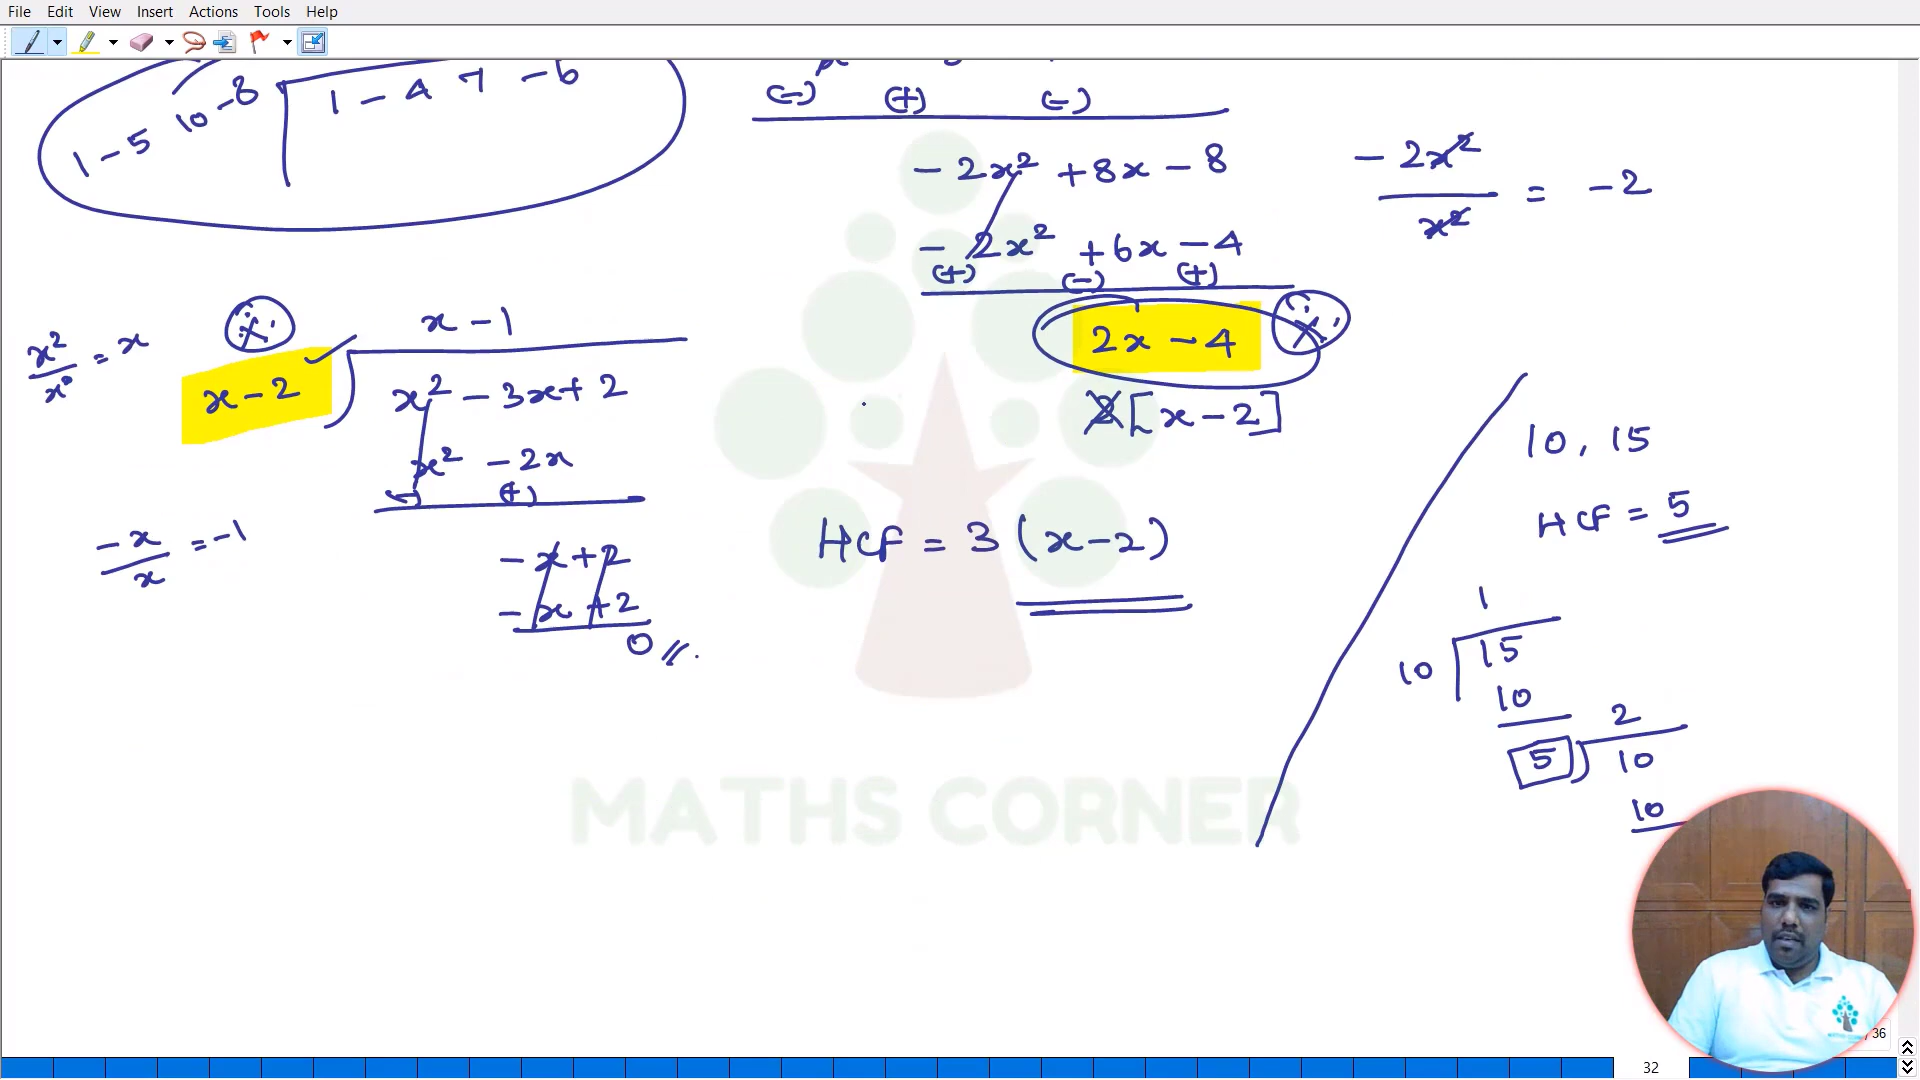 File Edit View Insert Actions Tools Help
1 - 5 10 - 8 1 - 4 7 - 6
(-) (+) (-)
- 2x² + 8x - 8
- 2x² + 6x - 4
(+) (-) (+)
- 2x² / x² = - 2
2x - 4
2 [ x - 2 ]
x² / x² = x
x - 1
x - 2 ) x² - 3x + 2
x² - 2x
(-) (+)
- x / x = - 1
- x + 2
- x + 2
0 //.
HCF = 3 (x - 2)
10, 15
HCF = 5
1
10 15
10
2
5 ) 10
10
MATHS CORNER
/ 36
32